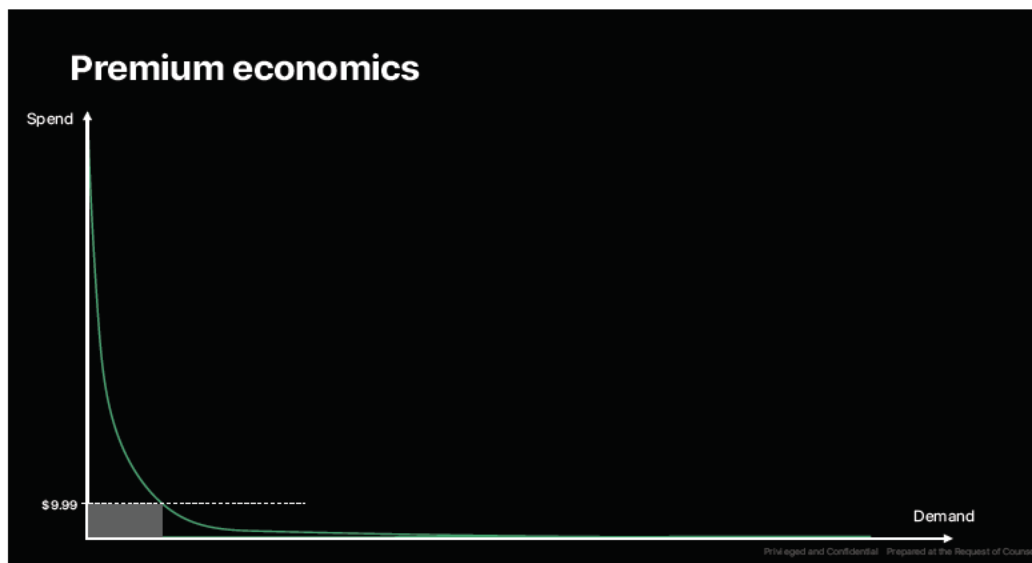 Premium economics
Spend
$9.99
Demand
Privileged and Confidential Prepared at the Request of